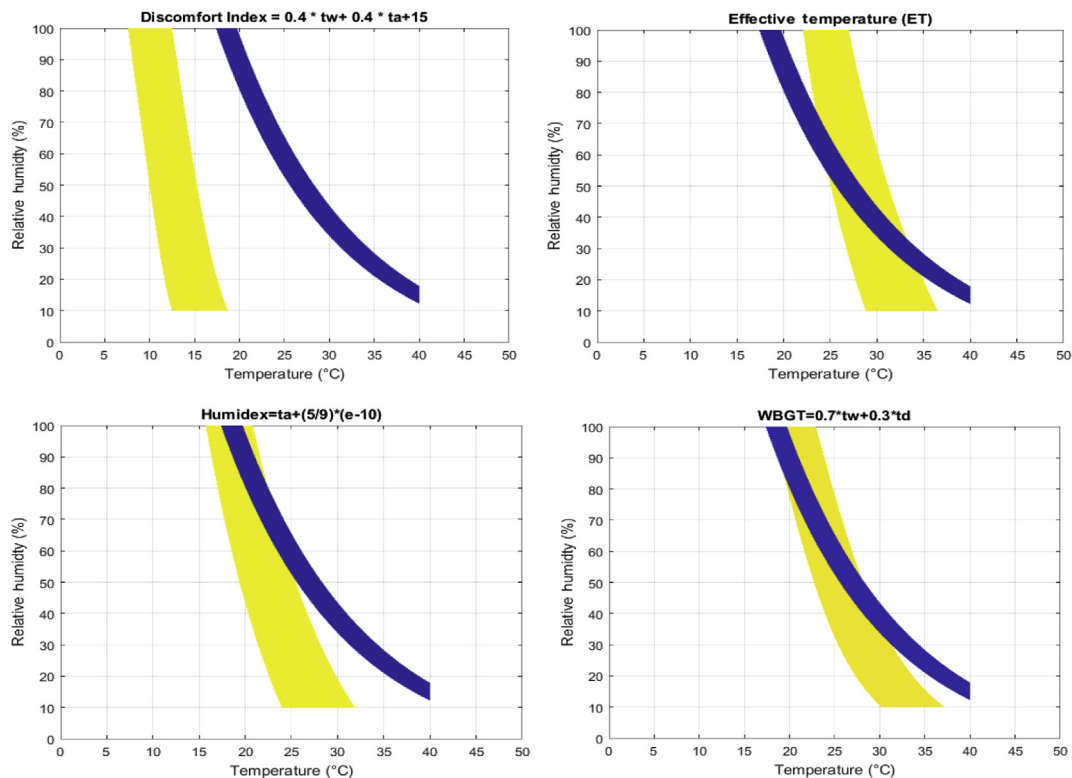 Discomfort Index = 0.4 * tw+ 0.4 * ta+15
Relative humidty (%)
100
90
80
70
60
50
40
30
20
10
0
0 5 10 15 20 25 30 35 40 45 50
Temperature (°C)
Effective temperature (ET)
Relative humidty (%)
100
90
80
70
60
50
40
30
20
10
0
0 5 10 15 20 25 30 35 40 45 50
Temperature (°C)
Humidex=ta+(5/9)*(e-10)
Relative humidty (%)
100
90
80
70
60
50
40
30
20
10
0
0 5 10 15 20 25 30 35 40 45 50
Temperature (°C)
WBGT=0.7*tw+0.3*td
Relative humidty (%)
100
90
80
70
60
50
40
30
20
10
0
0 5 10 15 20 25 30 35 40 45 50
Temperature (°C)